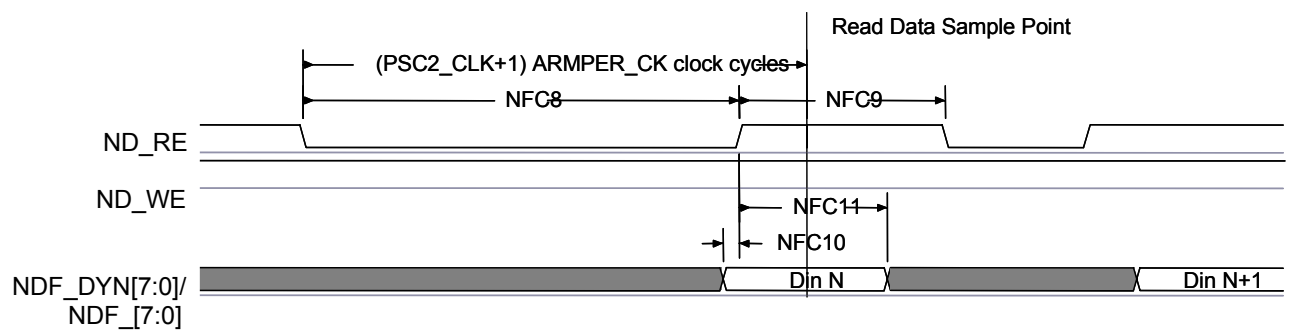 Read Data Sample Point
(PSC2_CLK+1) ARMPER_CK clock cycles
NFC8
NFC9
ND_RE
ND_WE
NFC11
NFC10
NDF_DYN[7:0]/
NDF_[7:0]
Din N
Din N+1